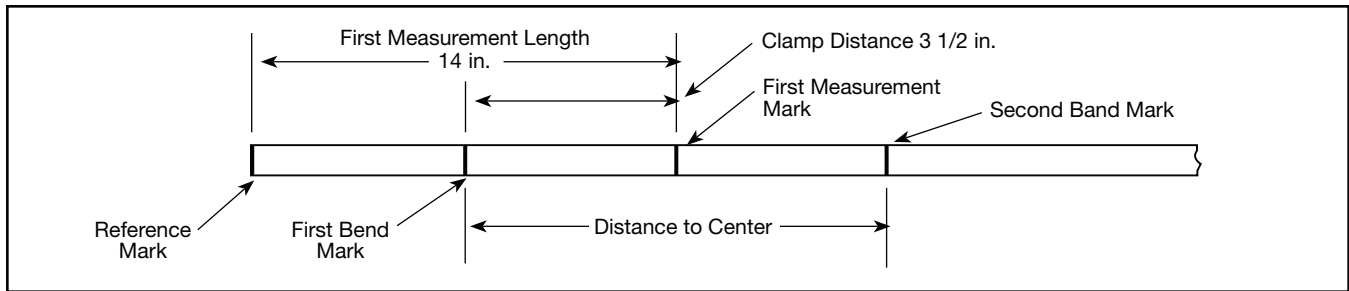 First Measurement Length
14 in.
Clamp Distance 3 1/2 in.
First Measurement
Mark
Second Band Mark
Reference
Mark
First Bend
Mark
Distance to Center